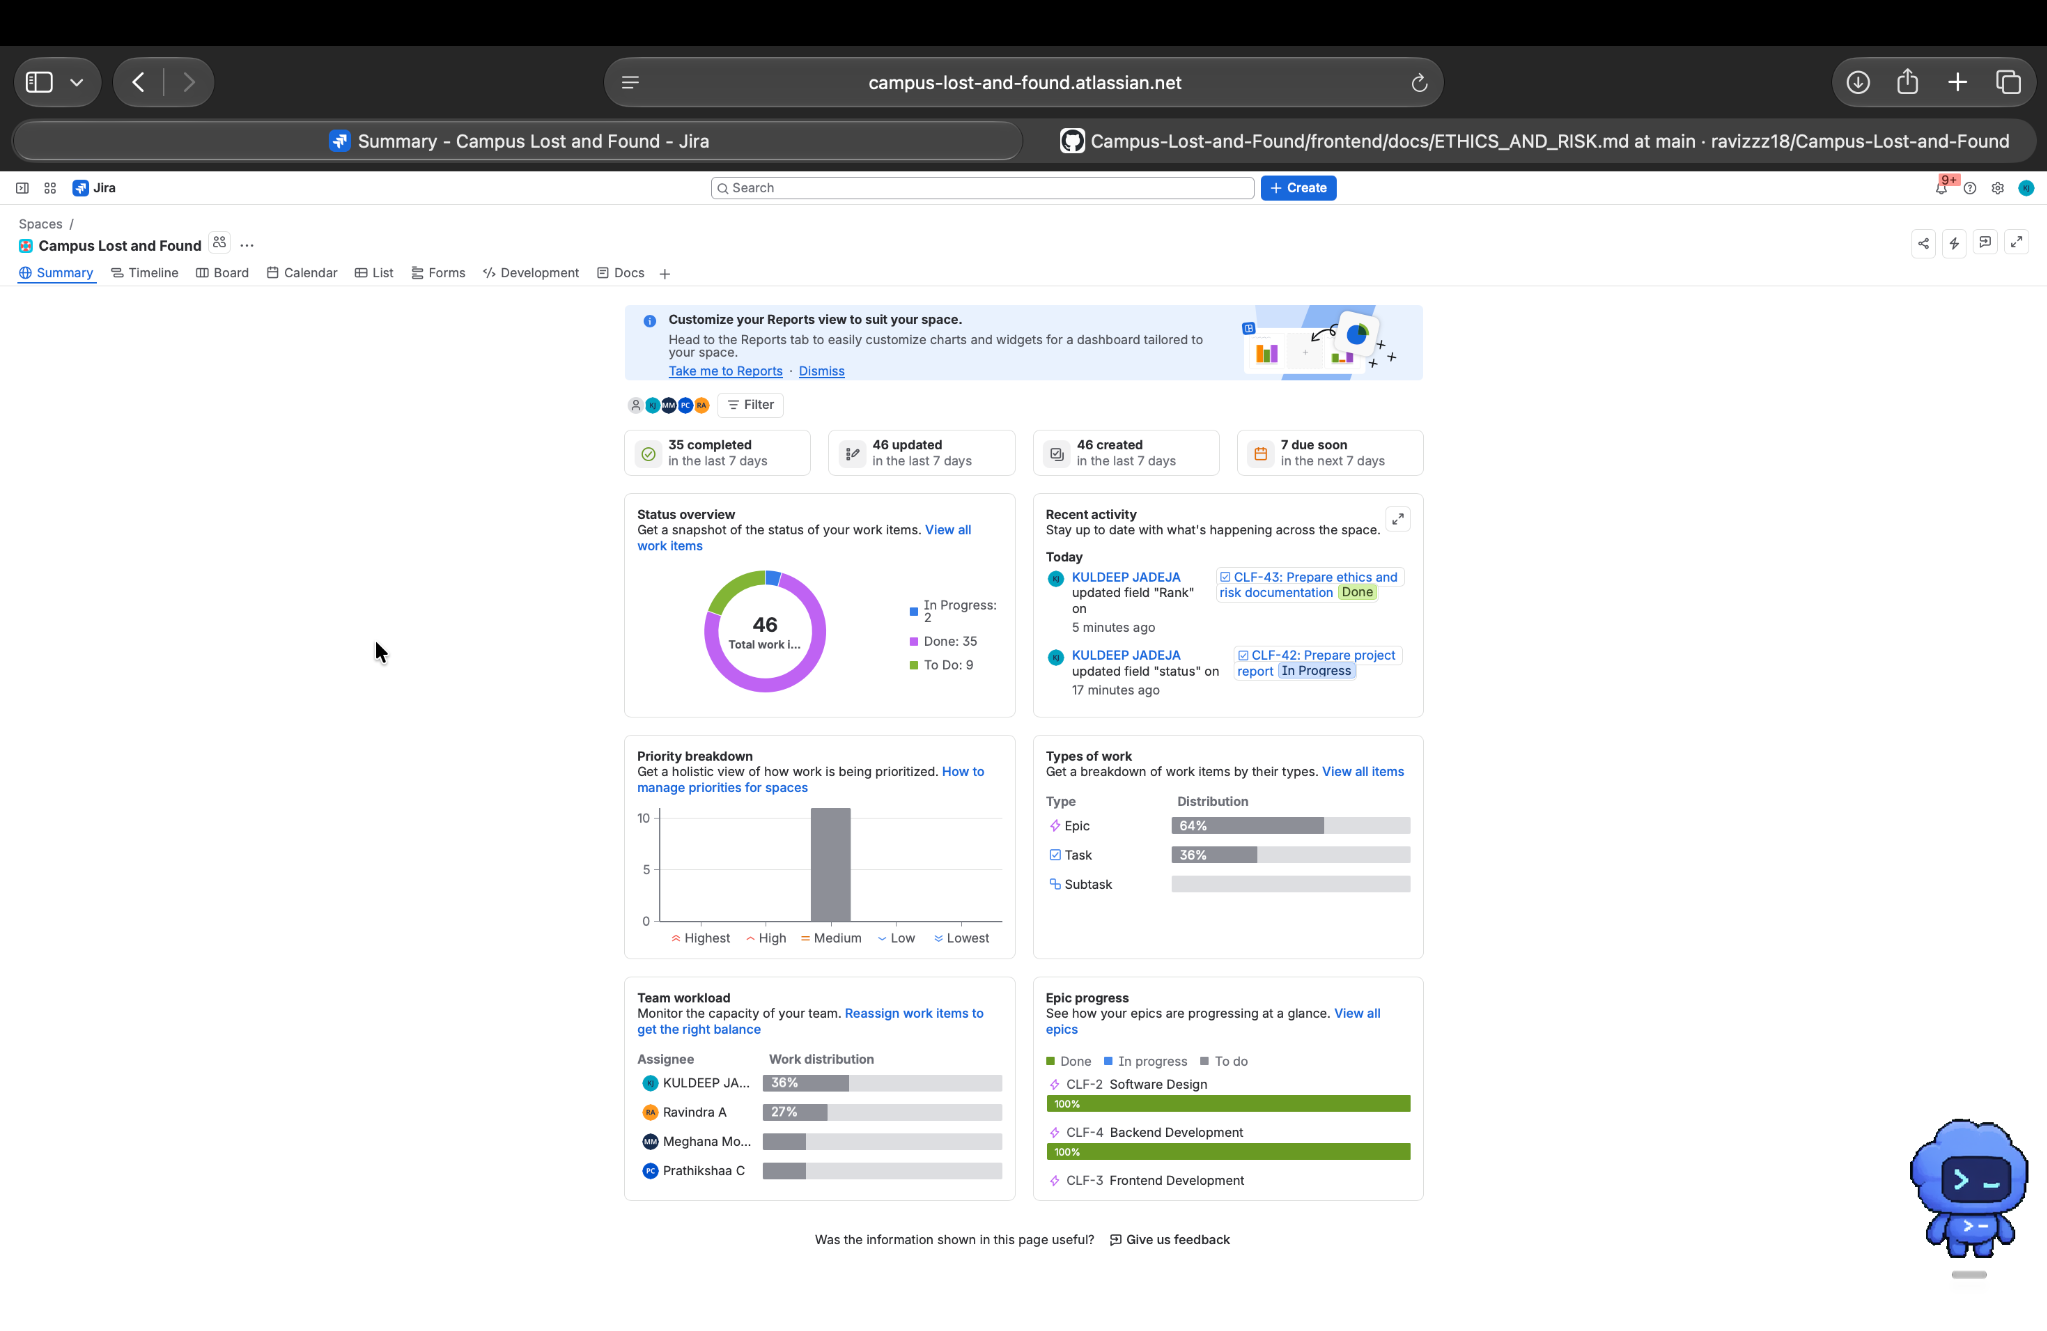 campus-lost-and-found.atlassian.net
Summary - Campus Lost and Found - Jira
Campus-Lost-and-Found/frontend/docs/ETHICS_AND_RISK.md at main · ravizzz18/Campus-Lost-and-Found
Jira
Search
+ Create
9+
KJ
Spaces /
Campus Lost and Found
Summary
Timeline
Board
Calendar
List
Forms
Development
Docs
Customize your Reports view to suit your space.
Head to the Reports tab to easily customize charts and widgets for a dashboard tailored to
your space.
Take me to Reports · Dismiss
KJ MM PC RA
Filter
35 completed
in the last 7 days
46 updated
in the last 7 days
46 created
in the last 7 days
7 due soon
in the next 7 days
Status overview
Get a snapshot of the status of your work items. View all
work items
46
Total work i...
In Progress:
2
Done: 35
To Do: 9
Recent activity
Stay up to date with what's happening across the space.
Today
KJ
KULDEEP JADEJA
updated field "Rank"
on
CLF-43: Prepare ethics and
risk documentation Done
5 minutes ago
KJ
KULDEEP JADEJA
updated field "status" on
CLF-42: Prepare project
report In Progress
17 minutes ago
Priority breakdown
Get a holistic view of how work is being prioritized. How to
manage priorities for spaces
10
5
0
Highest
High
Medium
Low
Lowest
Types of work
Get a breakdown of work items by their types. View all items
Type Distribution
Epic 64%
Task 36%
Subtask
Team workload
Monitor the capacity of your team. Reassign work items to
get the right balance
Assignee Work distribution
KJ KULDEEP JA... 36%
RA Ravindra A 27%
MM Meghana Mo...
PC Prathikshaa C
Epic progress
See how your epics are progressing at a glance. View all
epics
Done In progress To do
CLF-2 Software Design
100%
CLF-4 Backend Development
100%
CLF-3 Frontend Development
Was the information shown in this page useful? Give us feedback